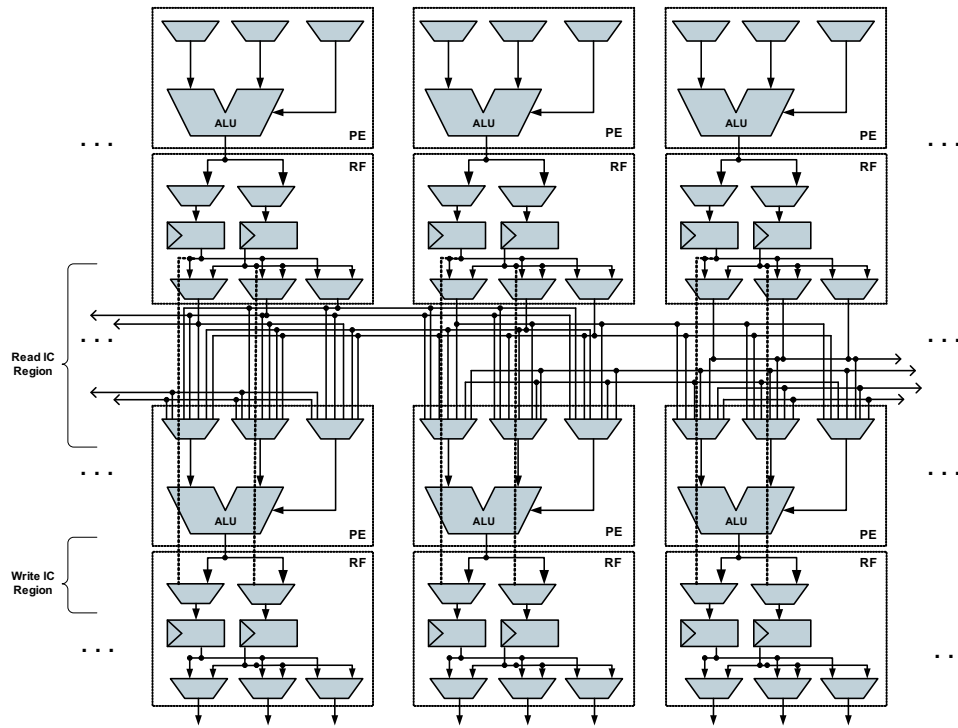 ALU
PE
ALU
PE
ALU
PE
. . .
. . .
RF
RF
RF
Read IC
Region
. . .
. . .
. . .
. . .
ALU
PE
ALU
PE
ALU
PE
Write IC
Region
RF
RF
RF
. . .
. . .